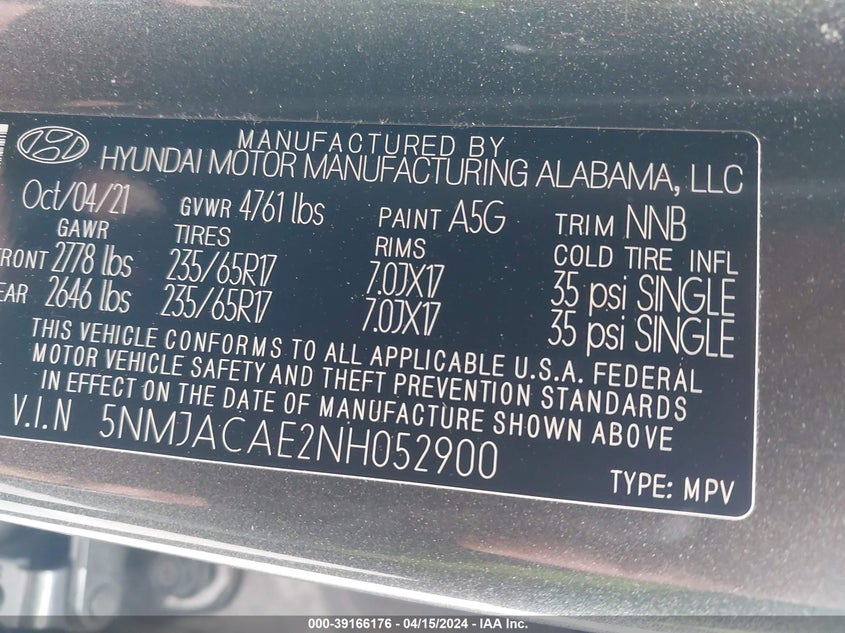 MANUFACTURED BY
HYUNDAI MOTOR MANUFACTURING ALABAMA, LLC
Oct/04/21 GVWR 4761 lbs PAINT A5G TRIM NNB
GAWR TIRES RIMS COLD TIRE INFL
FRONT 2778 lbs 235/65R17 7.0JX17 35 psi SINGLE
EAR 2646 lbs 235/65R17 7.0JX17 35 psi SINGLE
THIS VEHICLE CONFORMS TO ALL APPLICABLE U.S.A. FEDERAL
MOTOR VEHICLE SAFETY AND THEFT PREVENTION STANDARDS
IN EFFECT ON THE DATE OF MANUFACTURE SHOWN ABOVE
V.I.N 5NMJACAE2NH052900
TYPE: MPV
000-39166176 - 04/15/2024 - IAA Inc.